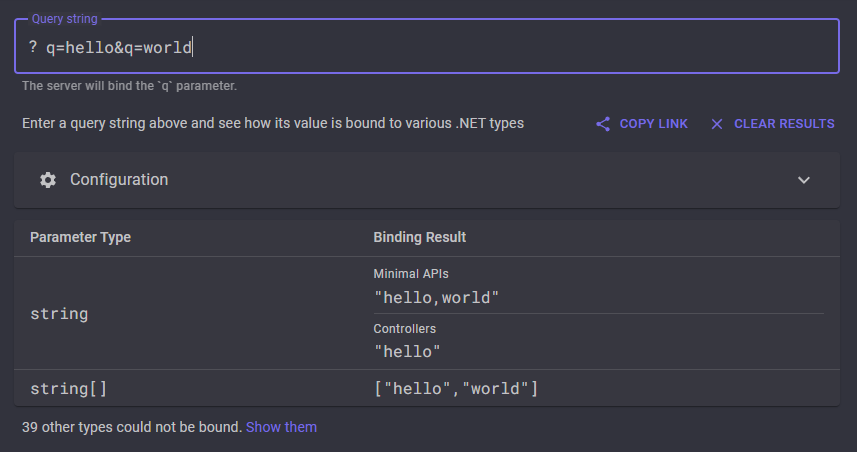 Query string
? q=hello&q=world
The server will bind the `q` parameter.
Enter a query string above and see how its value is bound to various .NET types
COPY LINK
CLEAR RESULTS
Configuration
Parameter Type
Binding Result
string
Minimal APIs
"hello,world"
Controllers
"hello"
string[]
["hello","world"]
39 other types could not be bound. Show them